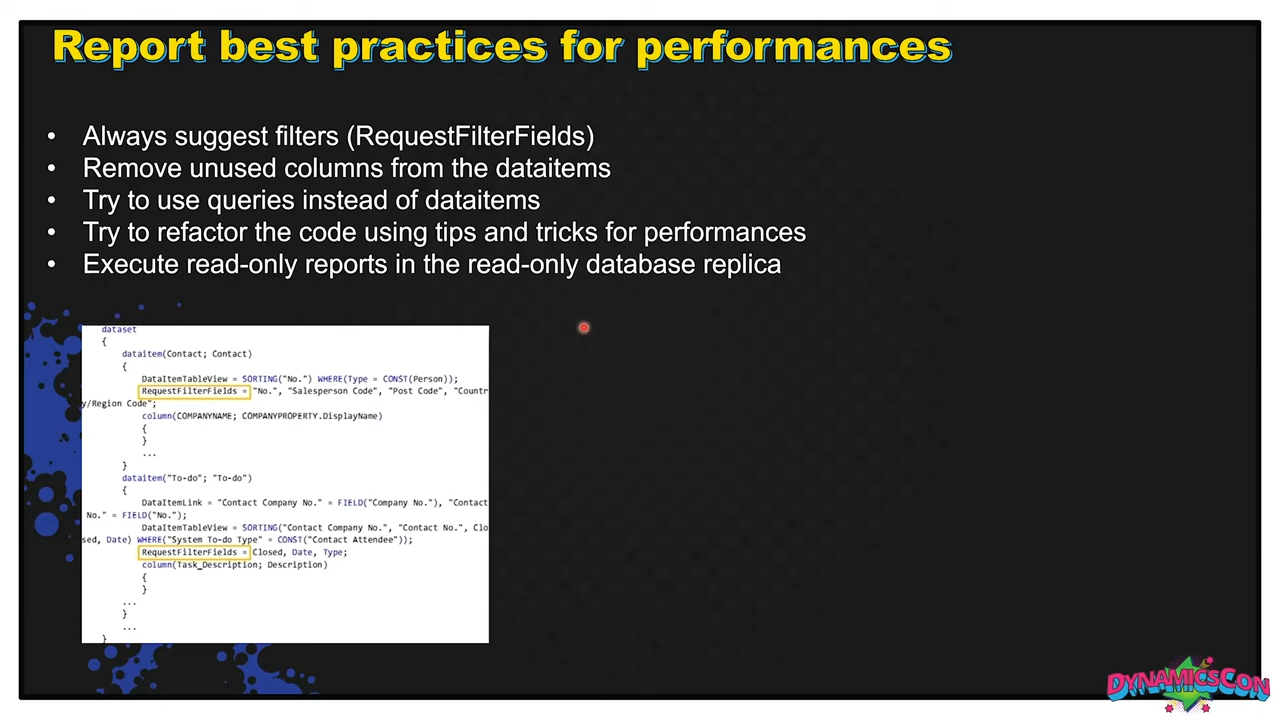 Report best practices for performances
• Always suggest filters (RequestFilterFields)
• Remove unused columns from the dataitems
• Try to use queries instead of dataitems
• Try to refactor the code using tips and tricks for performances
• Execute read-only reports in the read-only database replica
dataset
{
dataitem(Contact; Contact)
{
DataItemTableView = SORTING("No.") WHERE(Type = CONST(Person));
RequestFilterFields = "No.", "Salesperson Code", "Post Code", "Countr
y/Region Code";
column(COMPANYNAME; COMPANYPROPERTY.DisplayName)
{
}
...
}
dataitem("To-do"; "To-do")
{
DataItemLink = "Contact Company No." = FIELD("Company No."), "Contact
No." = FIELD("No.");
DataItemTableView = SORTING("Contact Company No.", "Contact No.", Clo
sed, Date) WHERE("System To-do Type" = CONST("Contact Attendee"));
RequestFilterFields = Closed, Date, Type;
column(Task_Description; Description)
{
}
...
}
...
}
DYNAMICSCON